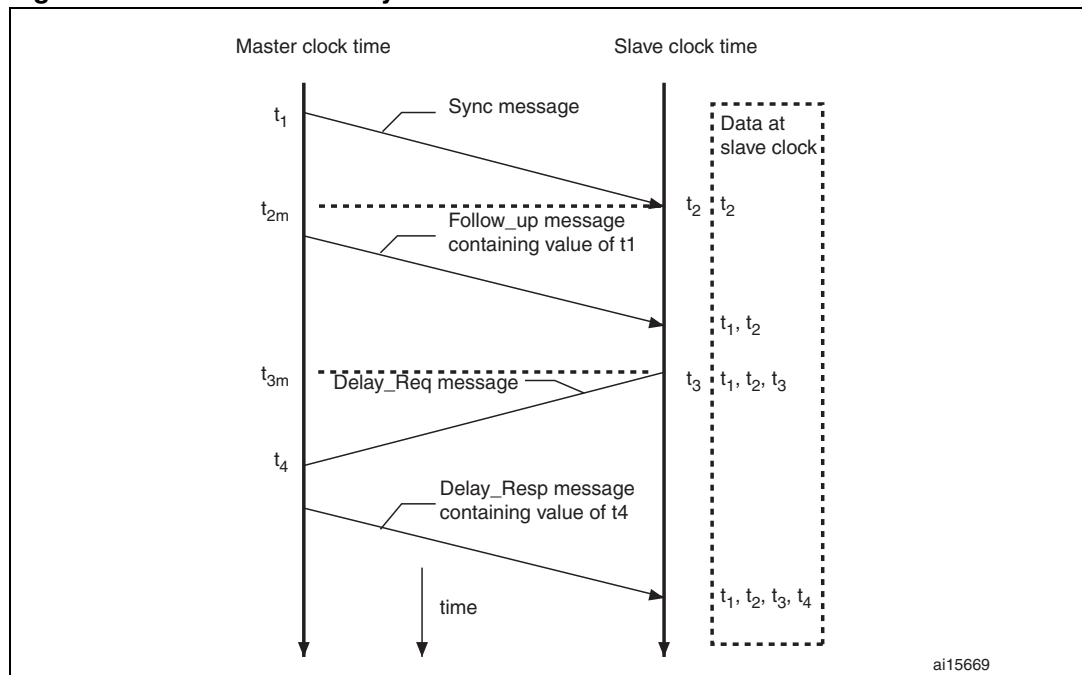 Master clock time
Slave clock time
t1
Sync message
Data at
slave clock
t2m
t2
t2
Follow_up message
containing value of t1
t1, t2
t3m
Delay_Req message
t3
t1, t2, t3
t4
Delay_Resp message
containing value of t4
t1, t2, t3, t4
time
ai15669